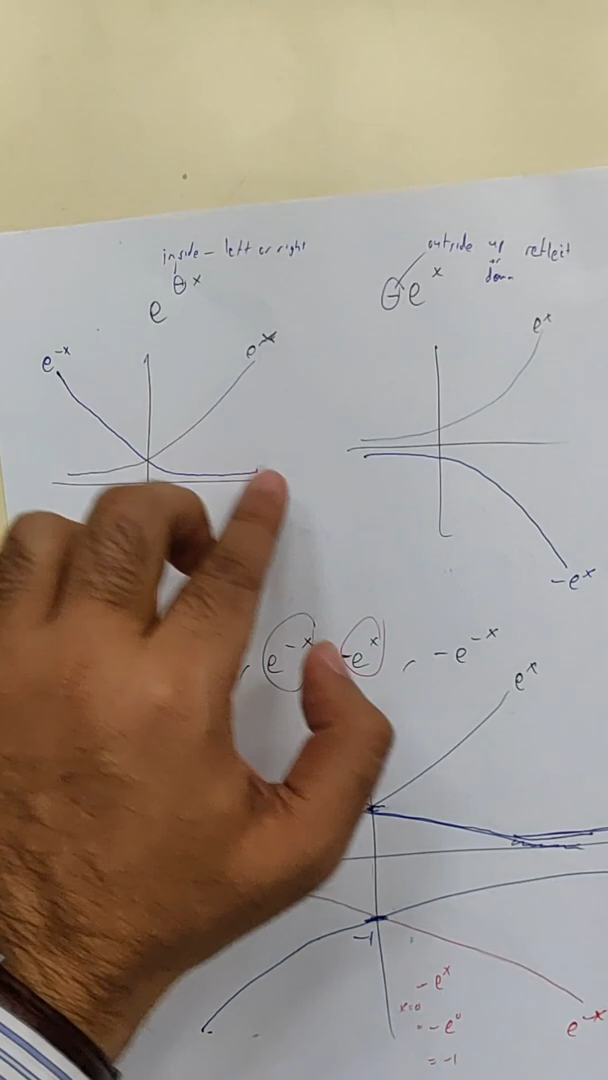 inside - left or right
e^-x
outside up or down reflect
-e^x
e^-x
e^x
e^x
-e^x
, e^-x -e^x , -e^-x
e^x
-1
-e^x
x=0
= -e^0
= -1
e^-x